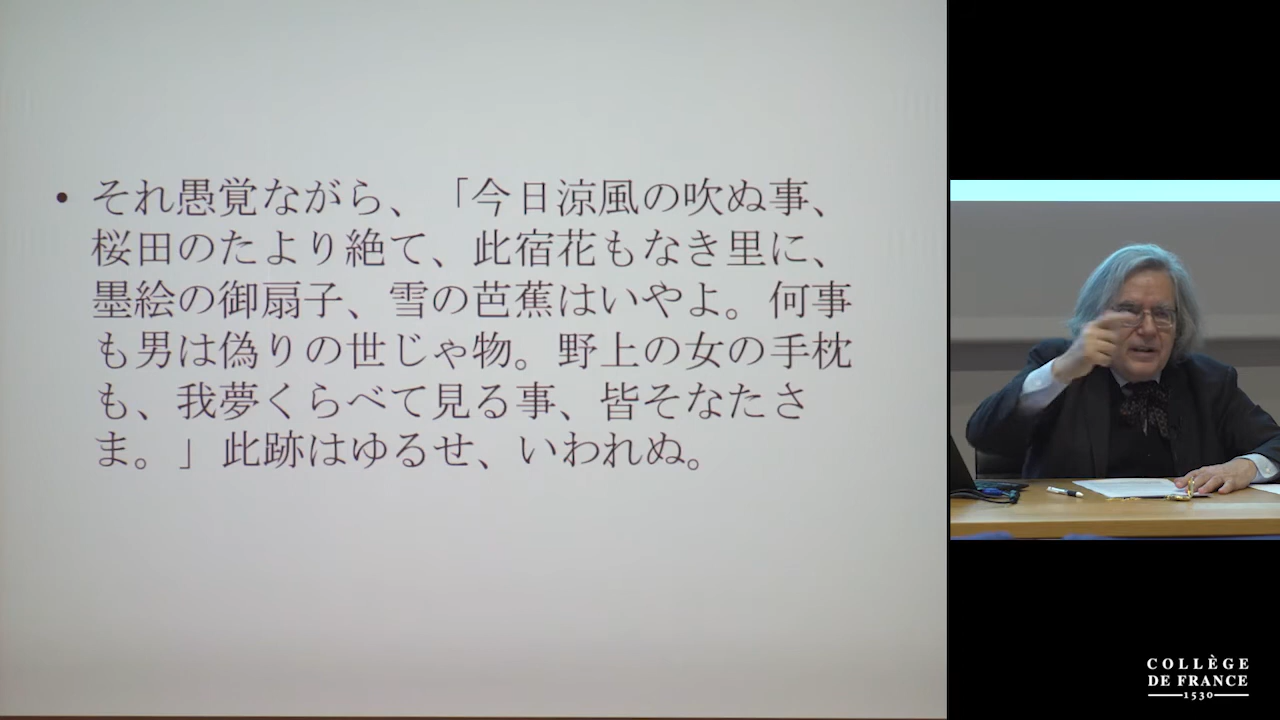 • それ愚覚ながら、「今日涼風の吹ぬ事、
桜田のたより絶て、此宿花もなき里に、
墨絵の御扇子、雪の芭蕉はいやよ。何事
も男は偽りの世じゃ物。野上の女の手枕
も、我夢くらべて見る事、皆そなたさ
ま。」此跡はゆるせ、いわれぬ。
COLLÈGE
DE FRANCE
1530